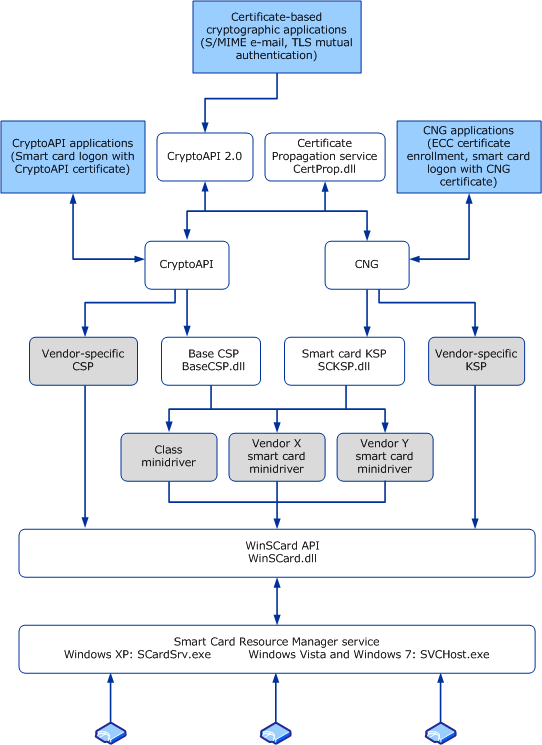 Certificate-based
cryptographic applications
(S/MIME e-mail, TLS mutual
authentication)
CryptoAPI applications
(Smart card logon with
CryptoAPI certificate)
CryptoAPI 2.0
Certificate
Propagation service
CertProp.dll
CNG applications
(ECC certificate
enrollment, smart card
logon with CNG
certificate)
CryptoAPI
CNG
Vendor-specific
CSP
Base CSP
BaseCSP.dll
Smart card KSP
SCKSP.dll
Vendor-specific
KSP
Class
minidriver
Vendor X
smart card
minidriver
Vendor Y
smart card
minidriver
WinSCard API
WinSCard.dll
Smart Card Resource Manager service
Windows XP: SCardSrv.exe Windows Vista and Windows 7: SVCHost.exe